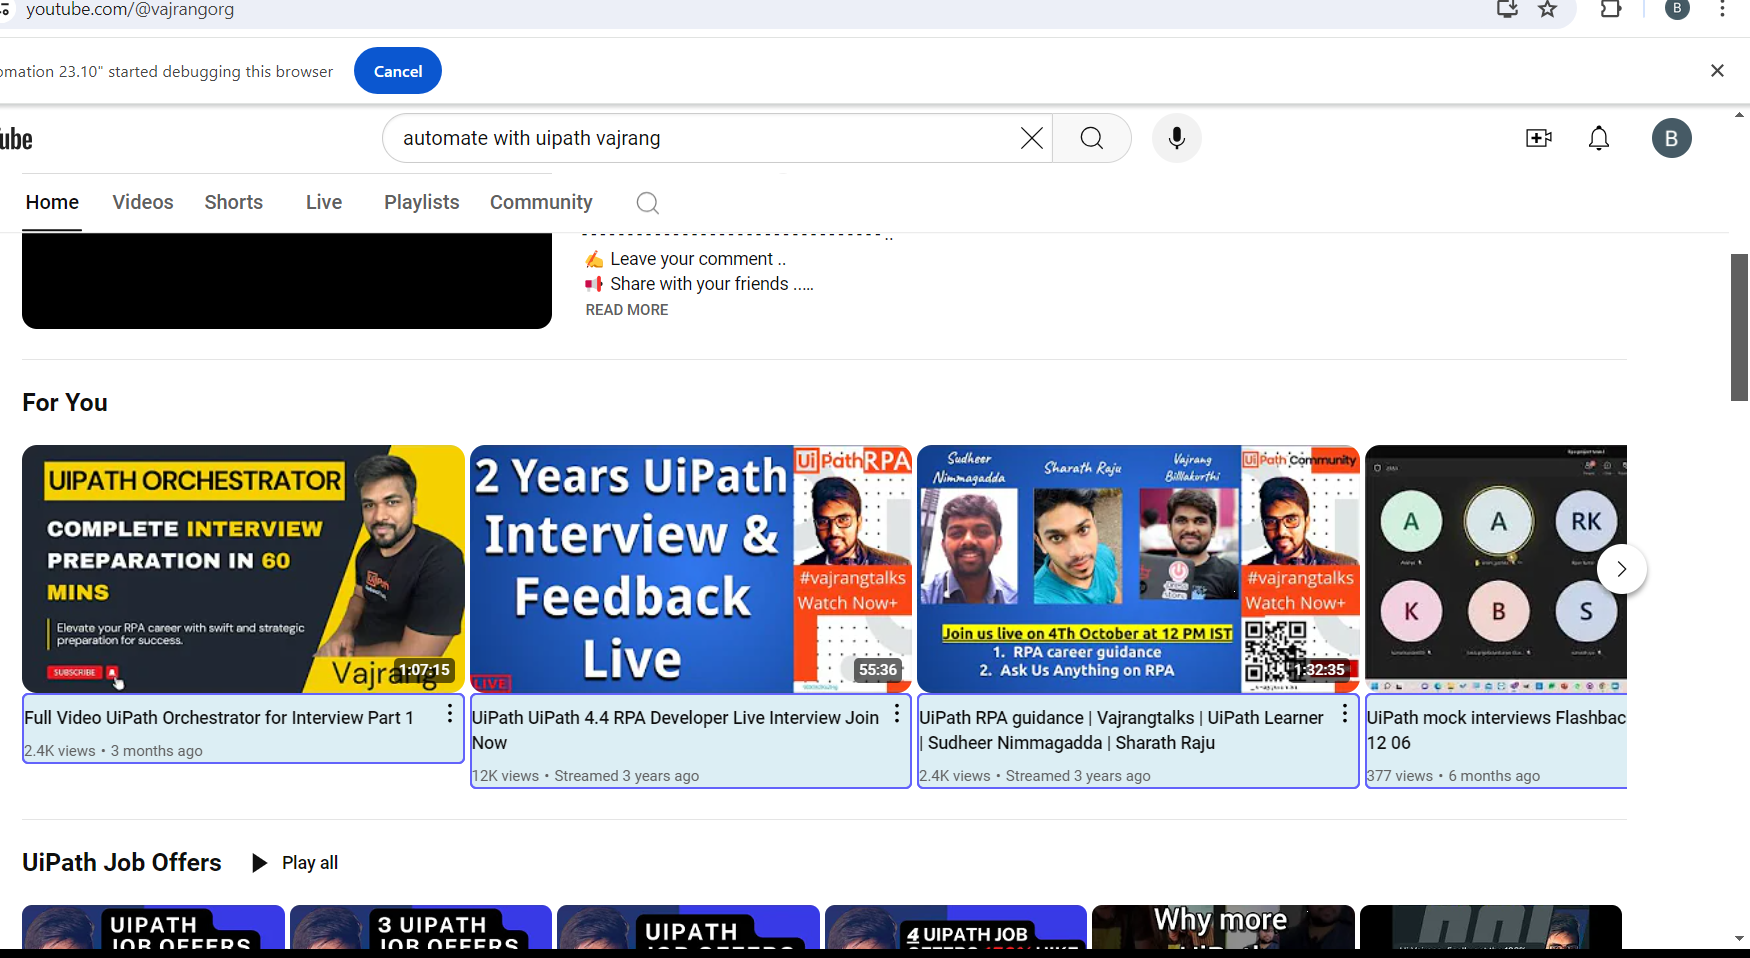 youtube.com/@vajrangorg
B
omation 23.10" started debugging this browser
Cancel
ube
automate with uipath vajrang
B
Home
Videos
Shorts
Live
Playlists
Community
✍ Leave your comment ..
📢 Share with your friends .....
READ MORE
For You
UIPATH ORCHESTRATOR
COMPLETE INTERVIEW
PREPARATION IN 60
MINS
Elevate your RPA career with swift and strategic
preparation for success.
SUBSCRIBE
Vajrang
1:07:15
2 Years UiPath
Interview &
Feedback
Live
UiPathRPA
#vajrangtalks
Watch Now+
LIVE
55:36
Sudheer
Nimmagadda
Sharath Raju
Vajrang
Billlakurthi
UiPath Community
#vajrangtalks
Watch Now+
Join us live on 4Th October at 12 PM IST
1. RPA career guidance
2. Ask Us Anything on RPA
1:32:35
A
A
RK
K
B
S
Full Video UiPath Orchestrator for Interview Part 1
2.4K views • 3 months ago
UiPath UiPath 4.4 RPA Developer Live Interview Join
Now
12K views • Streamed 3 years ago
UiPath RPA guidance | Vajrangtalks | UiPath Learner
| Sudheer Nimmagadda | Sharath Raju
2.4K views • Streamed 3 years ago
UiPath mock interviews Flashbac
12 06
377 views • 6 months ago
UiPath Job Offers
Play all
UIPATH
JOB OFFERS
3 UIPATH
JOB OFFERS
UIPATH
JOB OFFERS
4 UIPATH JOB
Why more